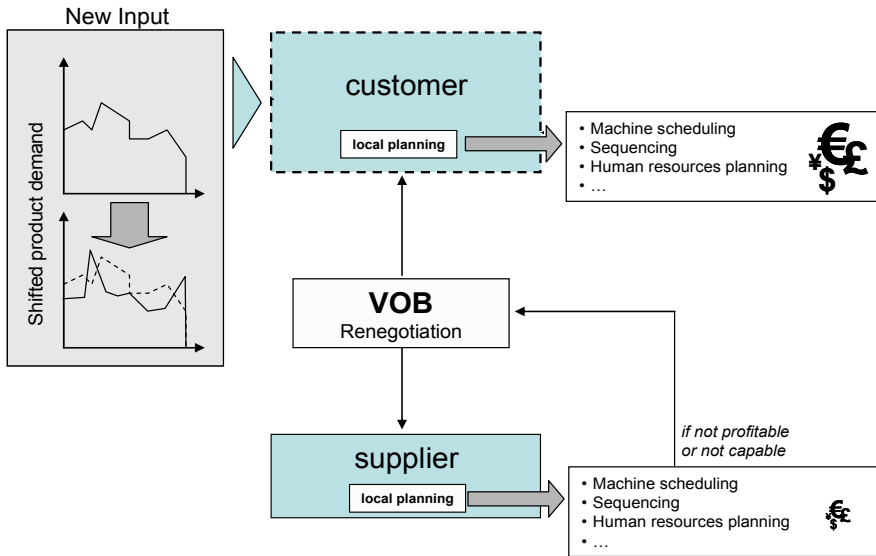 New Input
Shifted product demand
customer
local planning
• Machine scheduling
• Sequencing
• Human resources planning
• …
¥ $ € £
VOB
Renegotiation
if not profitable
or not capable
supplier
local planning
• Machine scheduling
• Sequencing
• Human resources planning
• …
¥ $ € £